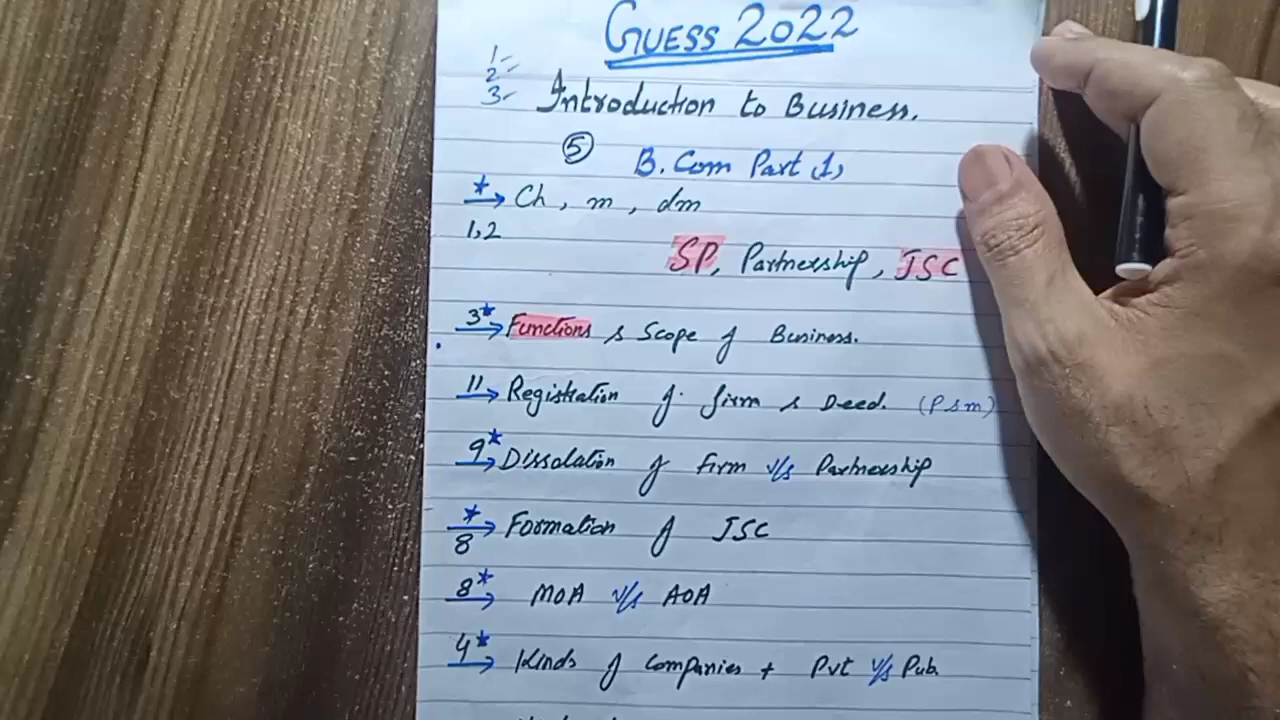 GUESS 2022
1-
2-
3- Introduction to Business.
5 B. Com Part (1)
* → Ch, m, dm
1,2
SP, Partnership, JSC
3* → Functions & Scope of Business.
11 → Registration of firm & Deed. (P & m)
9* → Dissolation of Firm v/s Partnership
* → Formation of JSC
8
8* → MOA v/s AOA
4* → Kinds of Companies + Pvt v/s Pub.